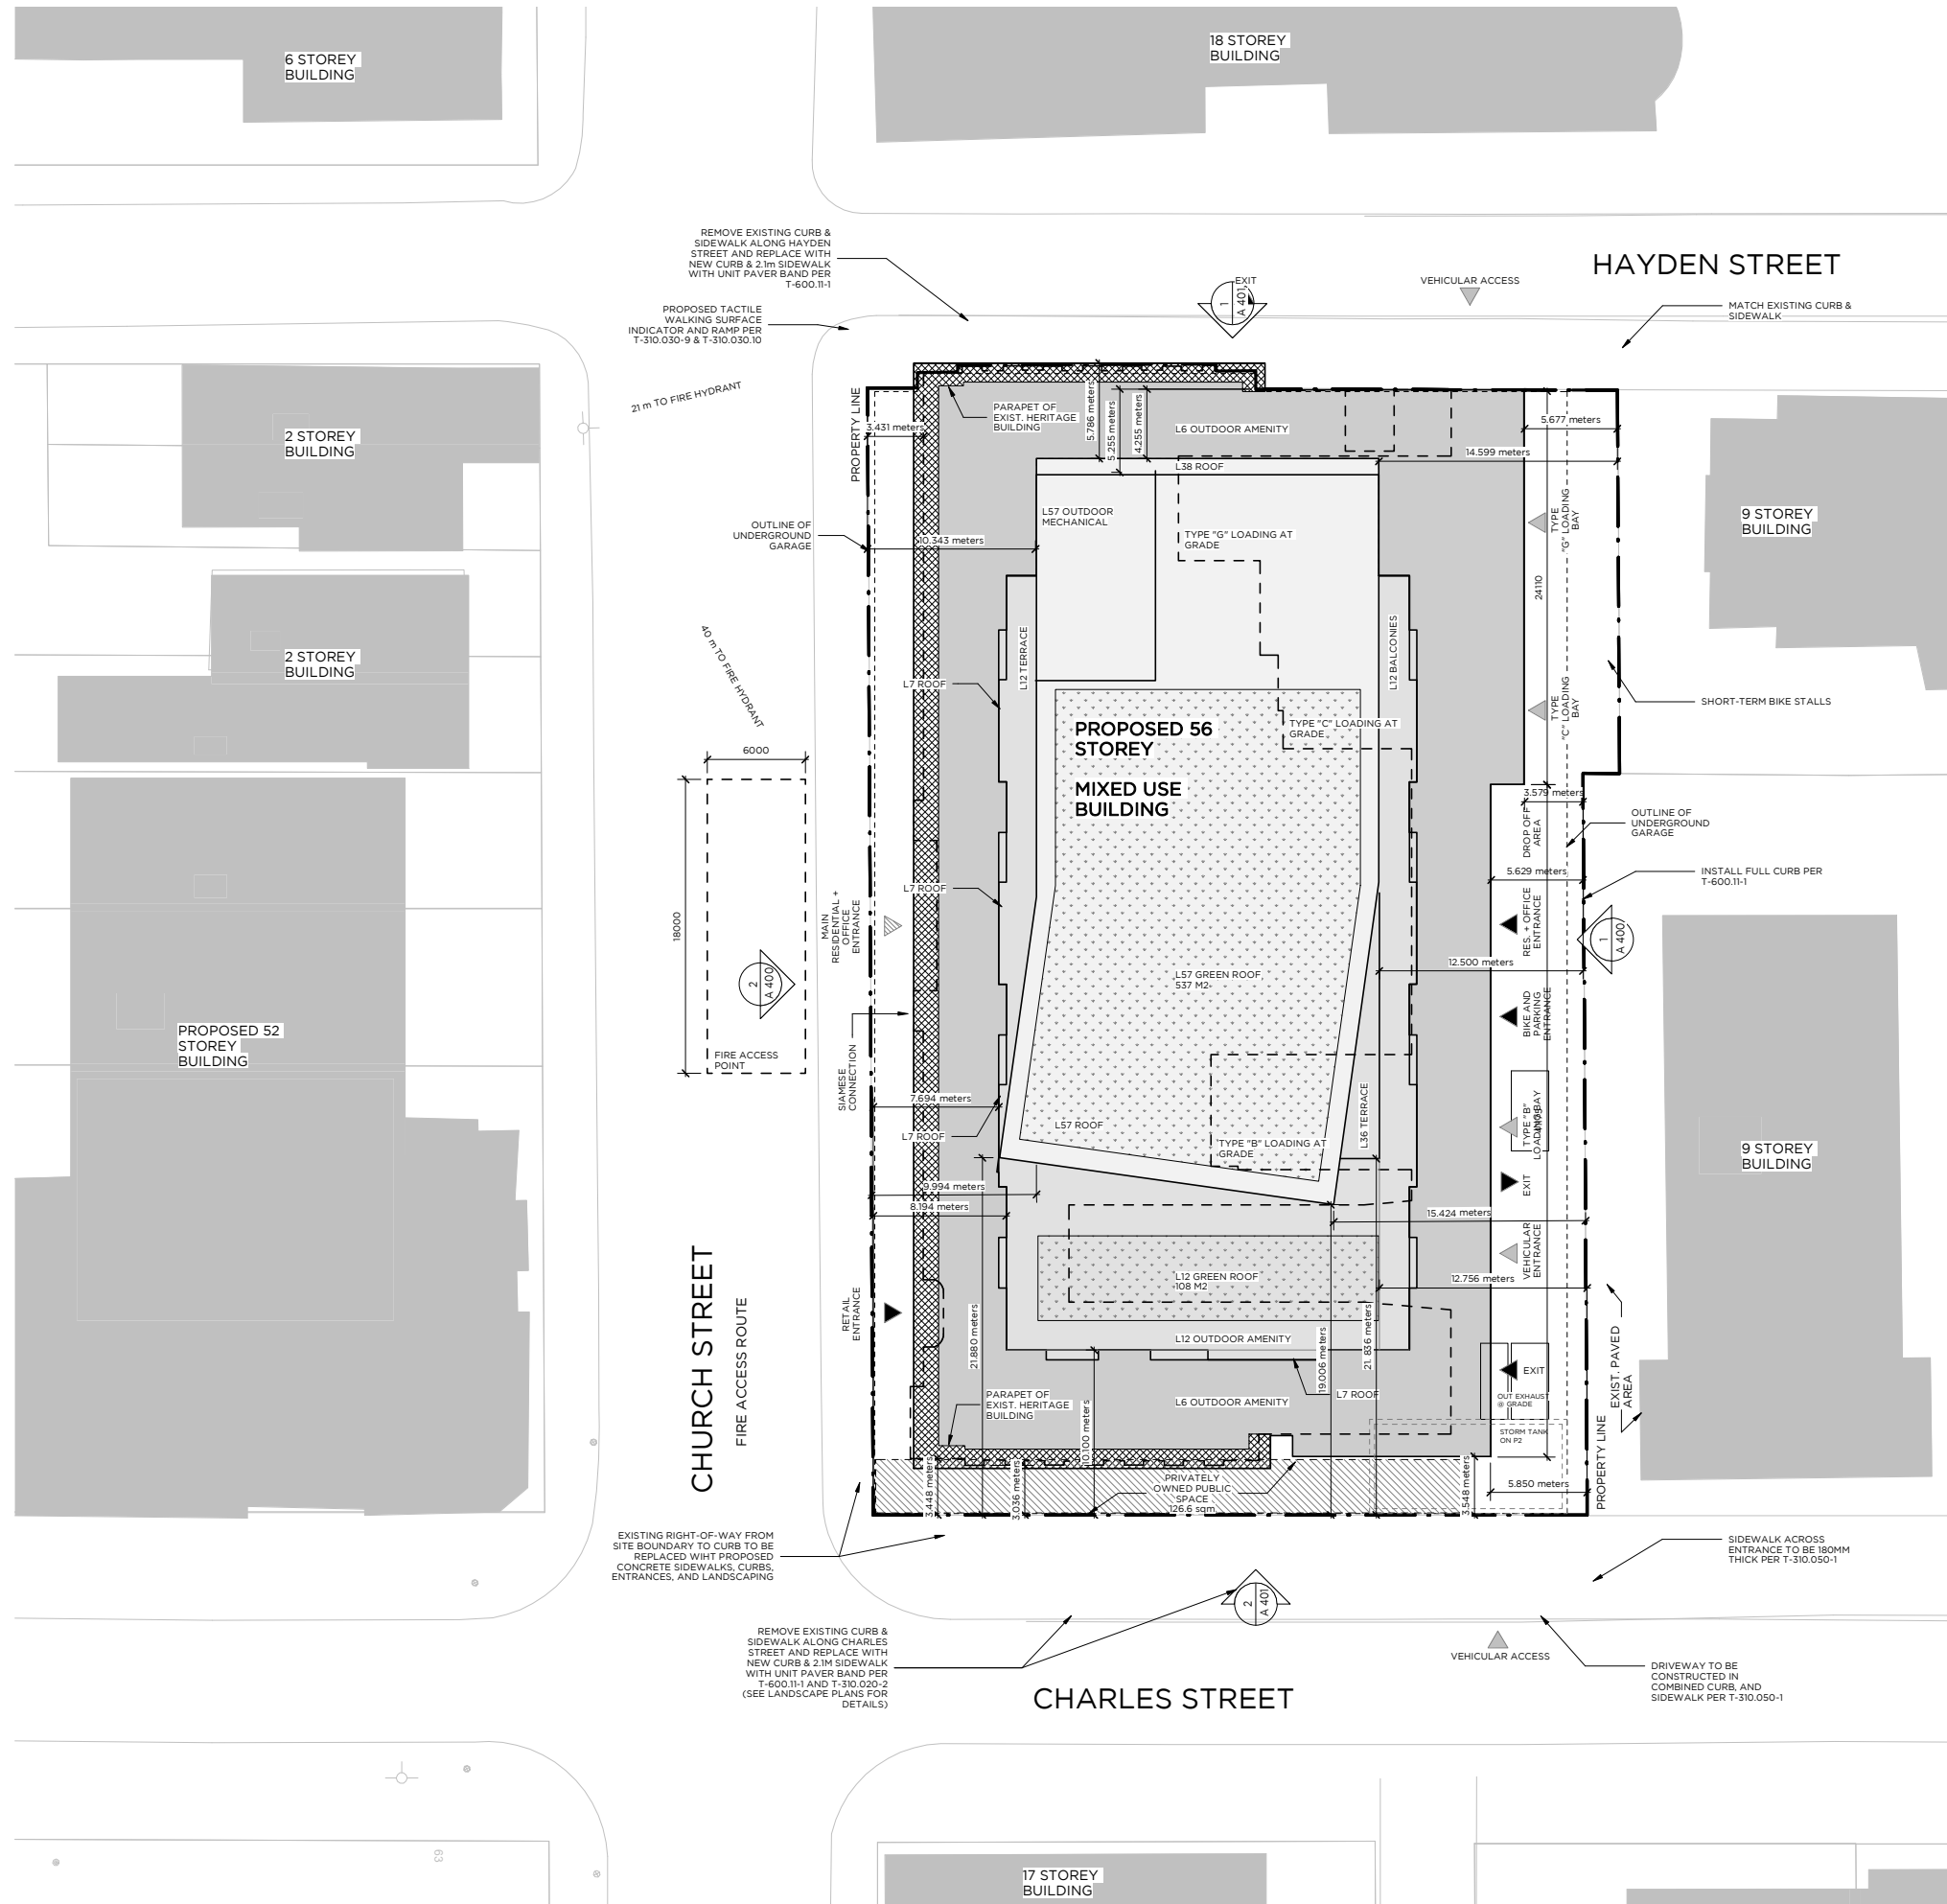 6 STOREY
BUILDING
18 STOREY
BUILDING
REMOVE EXISTING CURB &
SIDEWALK ALONG HAYDEN
STREET AND REPLACE WITH
NEW CURB & 2.1m SIDEWALK
WITH UNIT PAVER BAND PER
T-600.11-1
HAYDEN STREET
EXIT
1
A 401
VEHICULAR ACCESS
MATCH EXISTING CURB &
SIDEWALK
PROPOSED TACTILE
WALKING SURFACE
INDICATOR AND RAMP PER
T-310.030-9 & T-310.030.10
21 m TO FIRE HYDRANT
2 STOREY
BUILDING
PROPERTY LINE
3.431 meters
PARAPET OF
EXIST. HERITAGE
BUILDING
5.786 meters
5.255 meters
4.255 meters
L6 OUTDOOR AMENITY
5.677 meters
14.599 meters
L38 ROOF
L57 OUTDOOR
MECHANICAL
OUTLINE OF
UNDERGROUND
GARAGE
10.343 meters
TYPE "G" LOADING AT
GRADE
TYPE
"G" LOADING
BAY
9 STOREY
BUILDING
24110
40 m TO FIRE HYDRANT
2 STOREY
BUILDING
L12 TERRACE
L12 BALCONIES
L7 ROOF
TYPE
"C" LOADING
BAY
SHORT-TERM BIKE STALLS
PROPOSED 56
STOREY
MIXED USE
BUILDING
TYPE "C" LOADING AT
GRADE
6000
18000
3.579 meters
DROP OFF
AREA
OUTLINE OF
UNDERGROUND
GARAGE
5.629 meters
INSTALL FULL CURB PER
T-600.11-1
L7 ROOF
MAIN
RESIDENTIAL +
OFFICE
ENTRANCE
RES. + OFFICE
ENTRANCE
1
A 400
12.500 meters
L57 GREEN ROOF
537 M2
2
A 400
BIKE AND
PARKING
ENTRANCE
PROPOSED 52
STOREY
BUILDING
FIRE ACCESS
POINT
SIAMESE
CONNECTION
7.694 meters
L7 ROOF
L57 ROOF
TYPE "B" LOADING AT
GRADE
L36 TERRACE
TYPE "B"
LOADING BAY
9 STOREY
BUILDING
EXIT
9.994 meters
8.194 meters
15.424 meters
VEHICULAR
ENTRANCE
12.756 meters
L12 GREEN ROOF
108 M2
CHURCH STREET
FIRE ACCESS ROUTE
RETAIL
ENTRANCE
21.880 meters
L12 OUTDOOR AMENITY
19.006 meters
21. 836 meters
EXIST. PAVED
AREA
EXIT
L7 ROOF
PARAPET OF
EXIST. HERITAGE
BUILDING
L6 OUTDOOR AMENITY
OUT EXHAUST
@ GRADE
10.100 meters
STORM TANK
ON P2
PROPERTY LINE
3.448 meters
3.036 meters
PRIVATELY
OWNED PUBLIC
SPACE
126.6 sqm
3.548 meters
5.850 meters
EXISTING RIGHT-OF-WAY FROM
SITE BOUNDARY TO CURB TO BE
REPLACED WIHT PROPOSED
CONCRETE SIDEWALKS, CURBS,
ENTRANCES, AND LANDSCAPING
SIDEWALK ACROSS
ENTRANCE TO BE 180MM
THICK PER T-310.050-1
2
A 401
REMOVE EXISTING CURB &
SIDEWALK ALONG CHARLES
STREET AND REPLACE WITH
NEW CURB & 2.1M SIDEWALK
WITH UNIT PAVER BAND PER
T-600.11-1 AND T-310.020-2
(SEE LANDSCAPE PLANS FOR
DETAILS)
VEHICULAR ACCESS
DRIVEWAY TO BE
CONSTRUCTED IN
COMBINED CURB, AND
SIDEWALK PER T-310.050-1
CHARLES STREET
63
17 STOREY
BUILDING